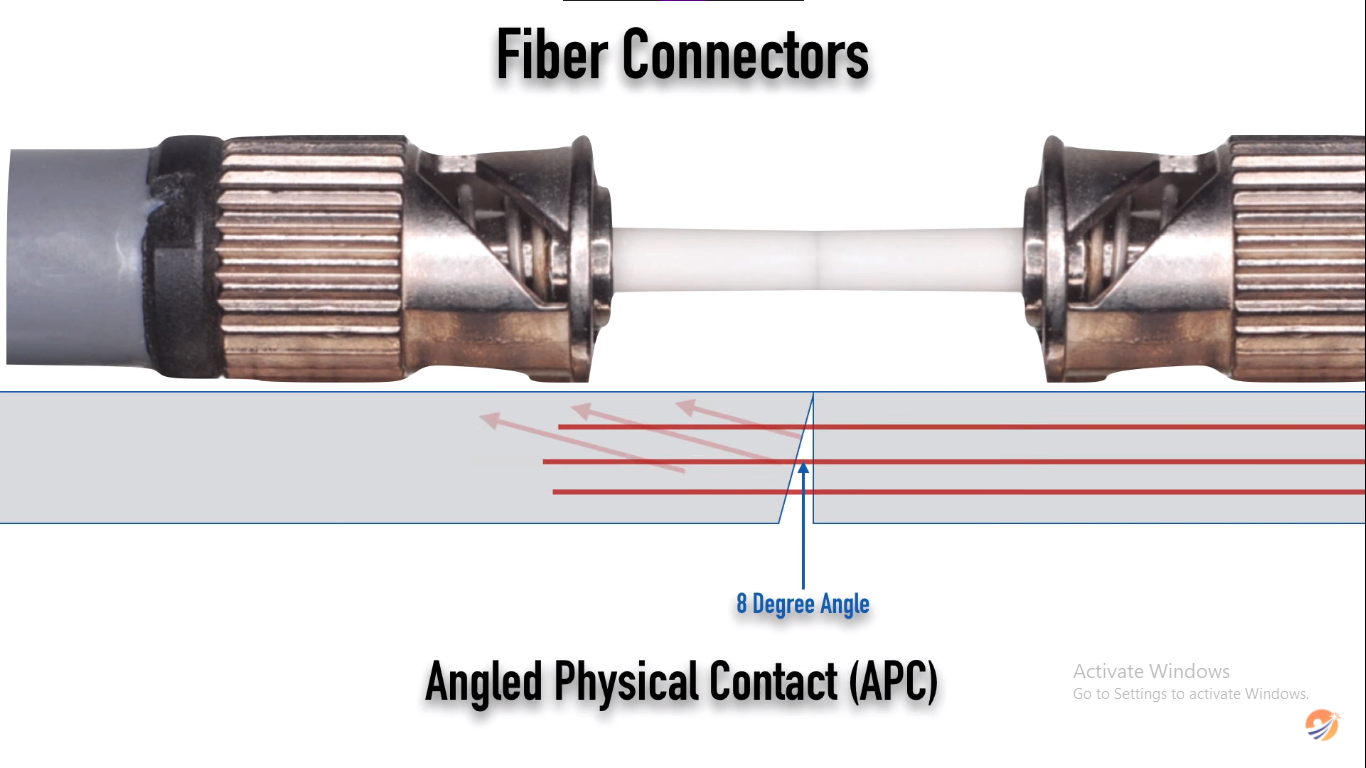 Fiber Connectors
8 Degree Angle
Angled Physical Contact (APC)
Activate Windows
Go to Settings to activate Windows.